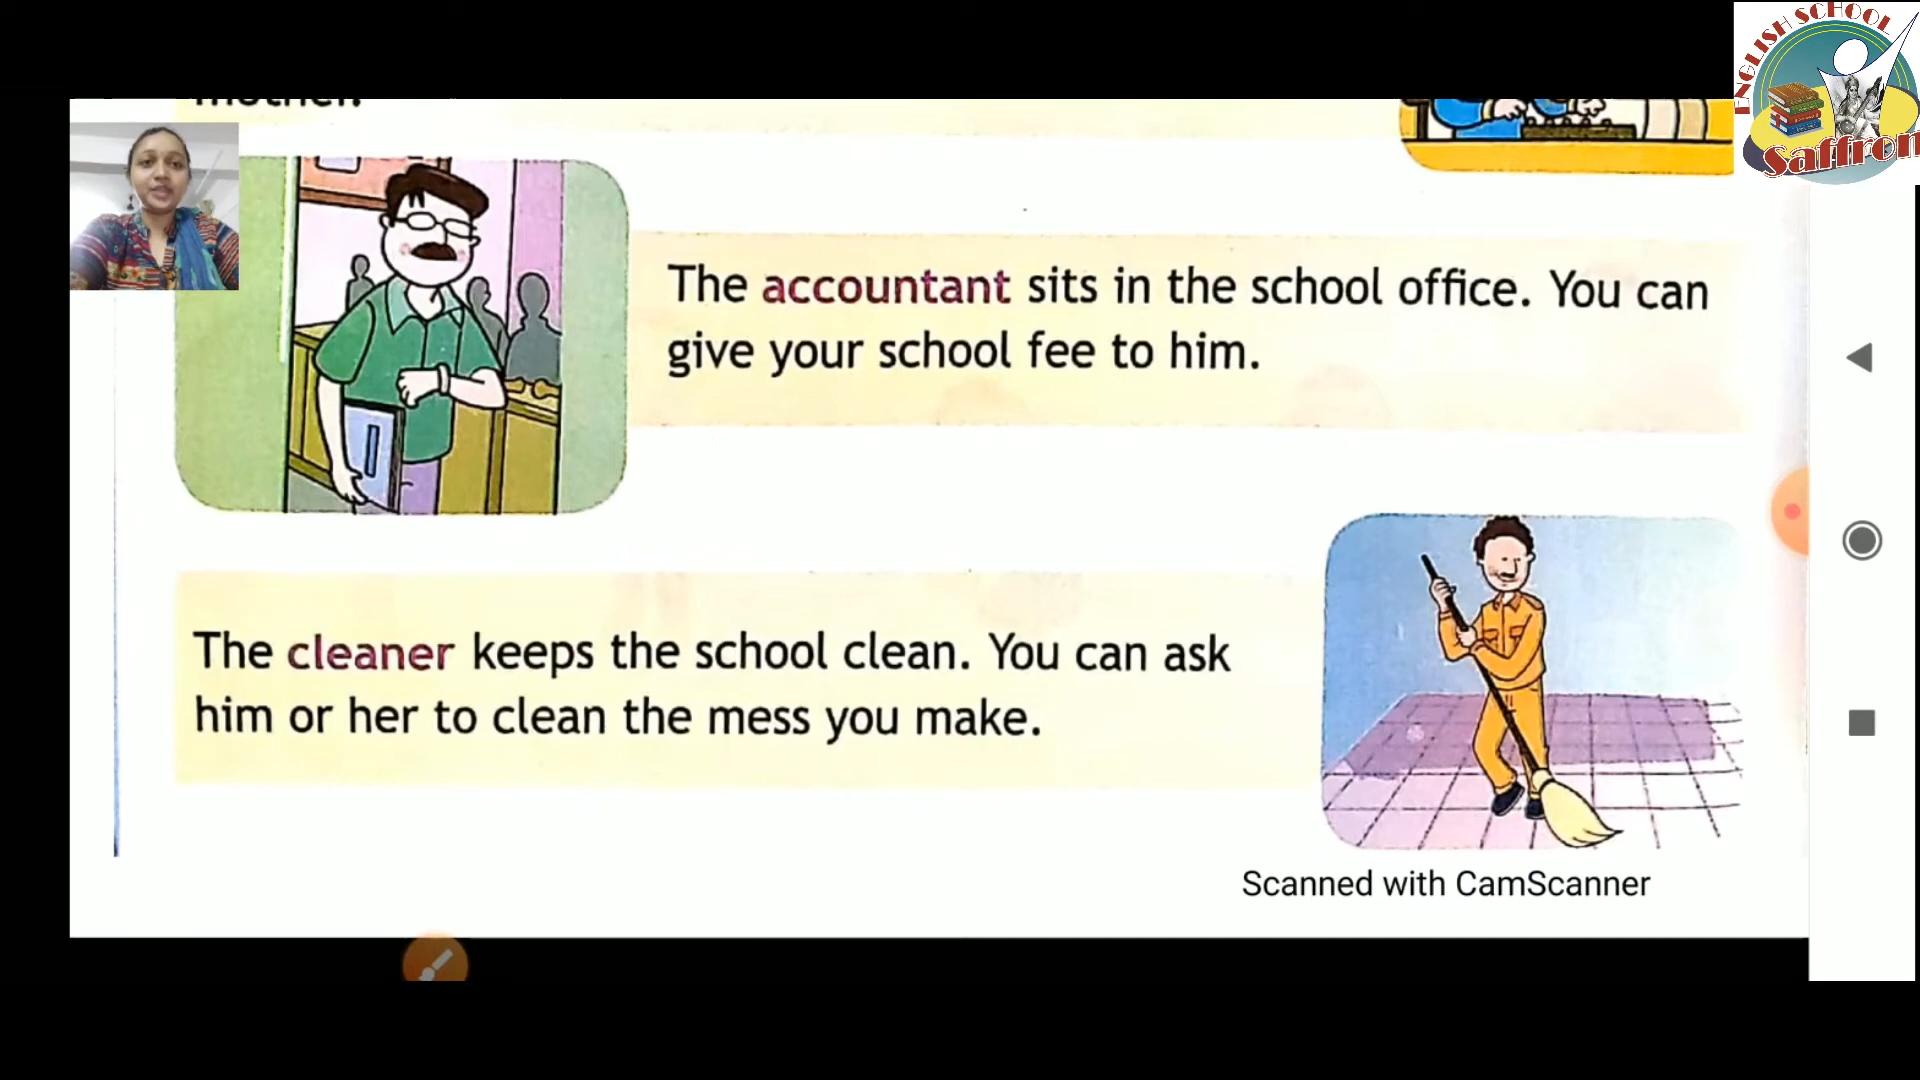 ENGLISH SCHOOL
Saffron
mother.
The accountant sits in the school office. You can
give your school fee to him.
The cleaner keeps the school clean. You can ask
him or her to clean the mess you make.
Scanned with CamScanner